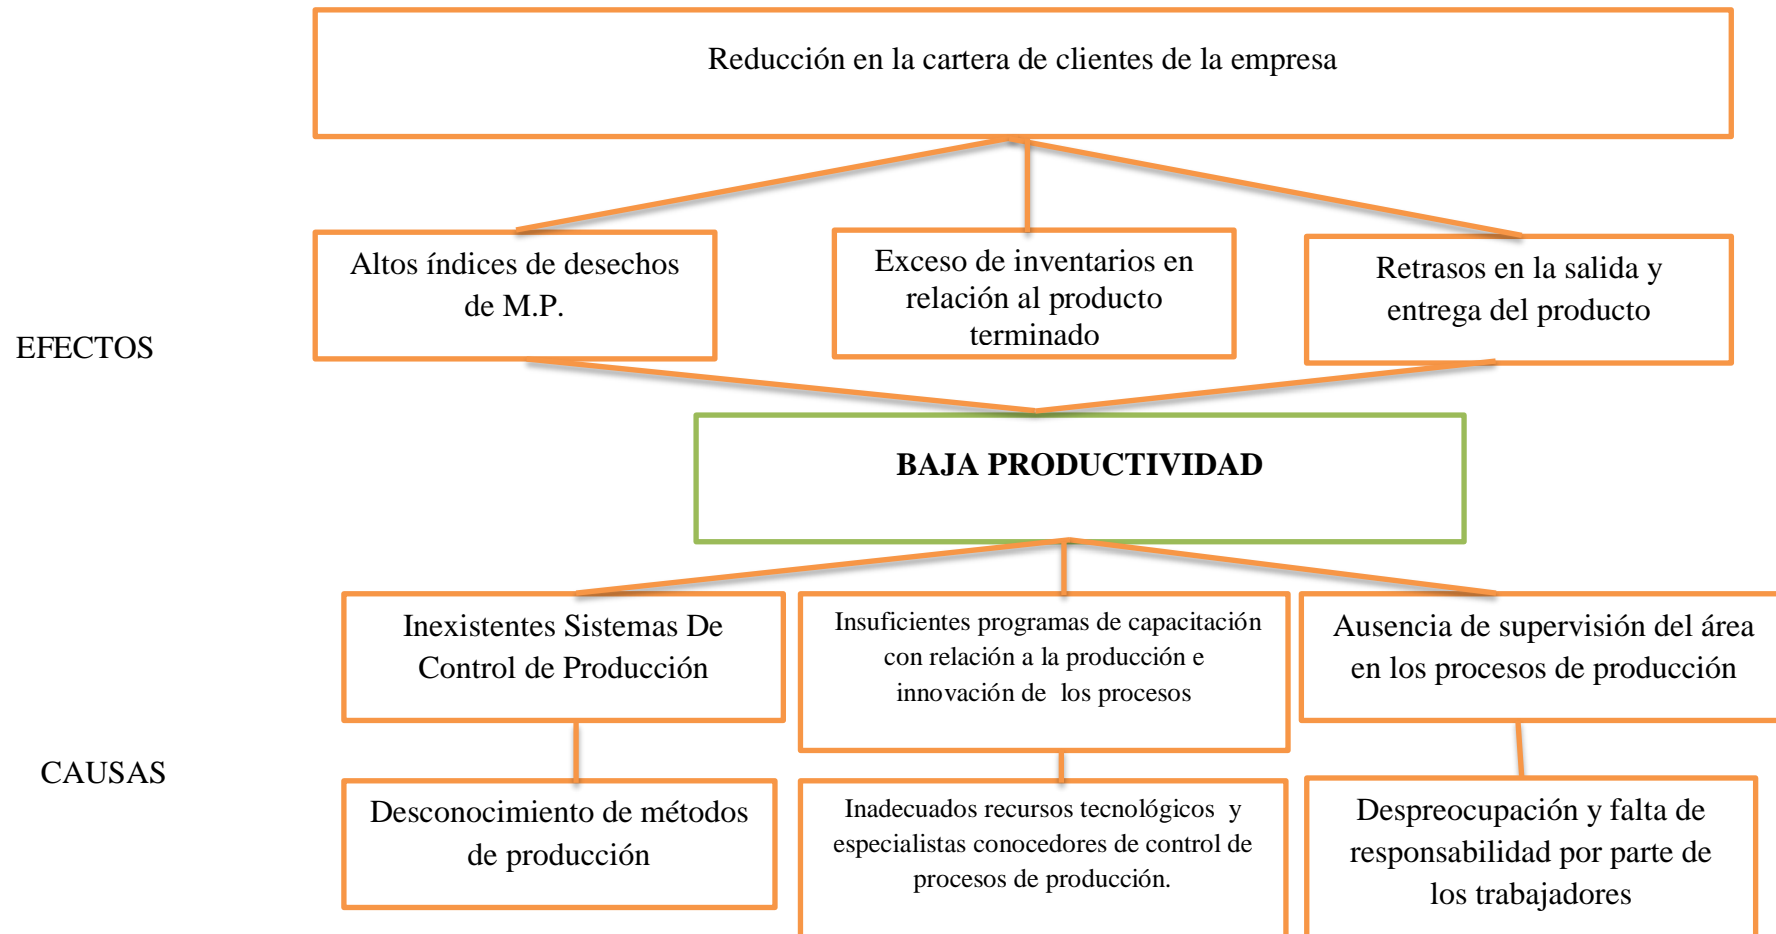 Reducción en la cartera de clientes de la empresa
Altos índices de desechos
de M.P.
Exceso de inventarios en
relación al producto
terminado
Retrasos en la salida y
entrega del producto
EFECTOS
BAJA PRODUCTIVIDAD
Inexistentes Sistemas De
Control de Producción
Insuficientes programas de capacitación
con relación a la producción e
innovación de los procesos
Ausencia de supervisión del área
en los procesos de producción
CAUSAS
Desconocimiento de métodos
de producción
Inadecuados recursos tecnológicos y
especialistas conocedores de control de
procesos de producción.
Despreocupación y falta de
responsabilidad por parte de
los trabajadores